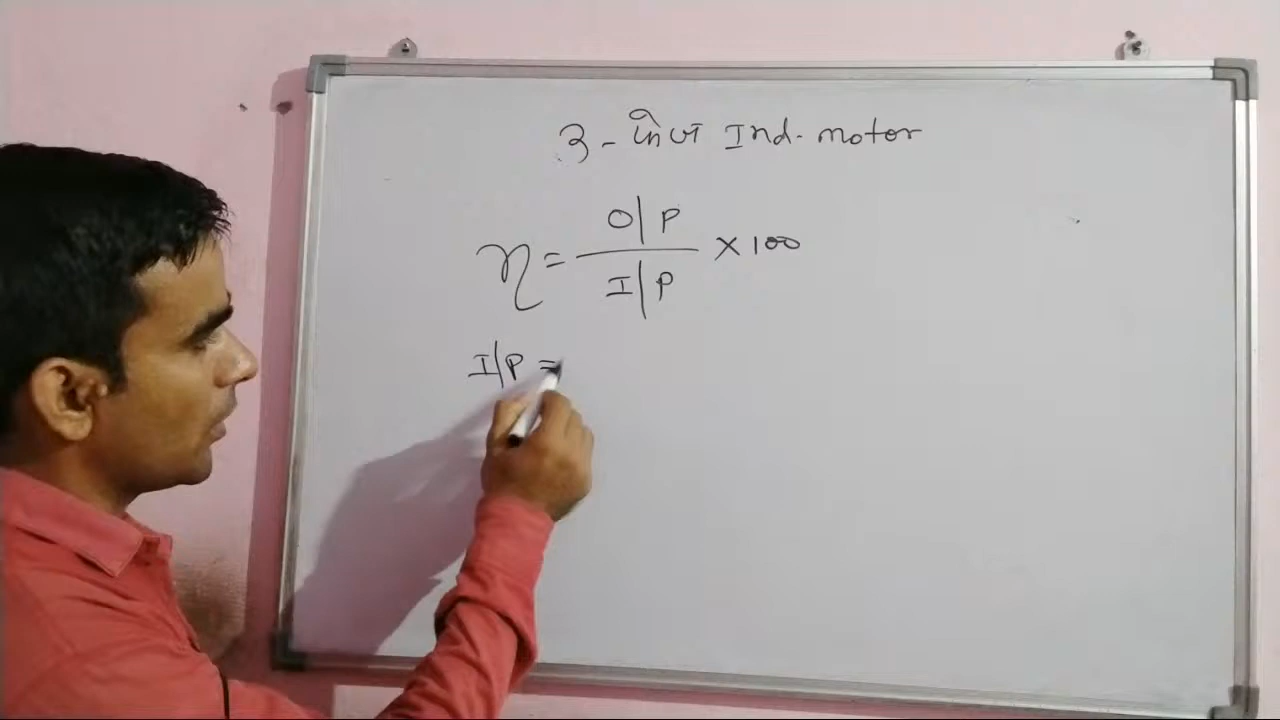 3-फेज Ind. motor
η = O/P / I/P × 100
I/P =